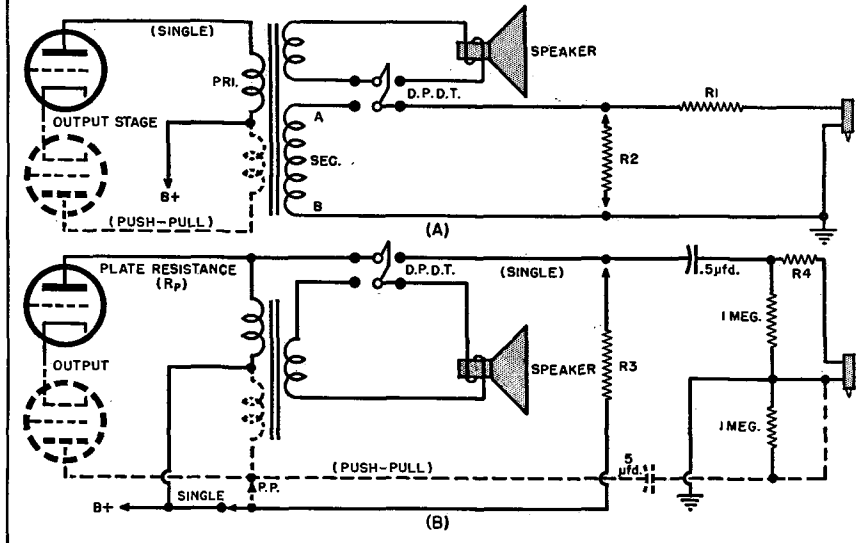 (SINGLE)
SPEAKER
PRI.
D.P.D.T.
R1
A
OUTPUT STAGE
SEC.
R2
B+
B
(PUSH-PULL)
(A)
PLATE RESISTANCE
(RP)
D.P.D.T.
(SINGLE)
.5µfd.
R4
1 MEG.
OUTPUT
SPEAKER
R3
1 MEG.
(PUSH-PULL)
5
µfd.
P.P.
SINGLE
B+
(B)